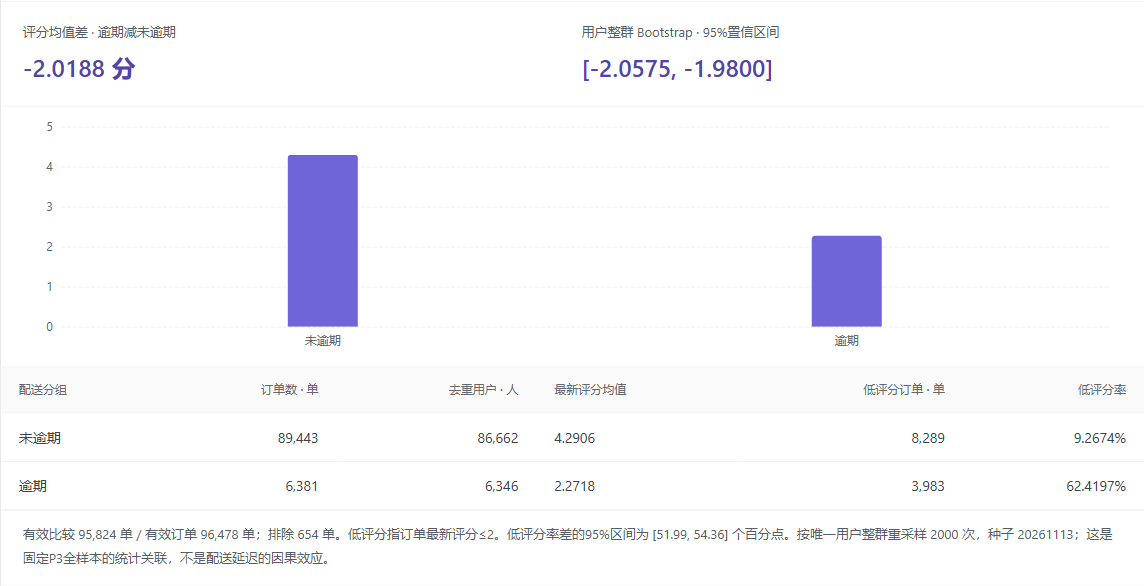 评分均值差 · 逾期减未逾期
用户整群 Bootstrap · 95%置信区间
-2.0188 分
[-2.0575, -1.9800]
5
4
3
2
1
0
未逾期
逾期
配送分组 订单数 · 单 去重用户 · 人 最新评分均值 低评分订单 · 单 低评分率
未逾期 89,443 86,662 4.2906 8,289 9.2674%
逾期 6,381 6,346 2.2718 3,983 62.4197%
有效比较 95,824 单 / 有效订单 96,478 单；排除 654 单。低评分指订单最新评分≤2。低评分率差的95%区间为 [51.99, 54.36] 个百分点。按唯一用户整群重采样 2000 次，种子 20261113；这是
固定P3全样本的统计关联，不是配送延迟的因果效应。